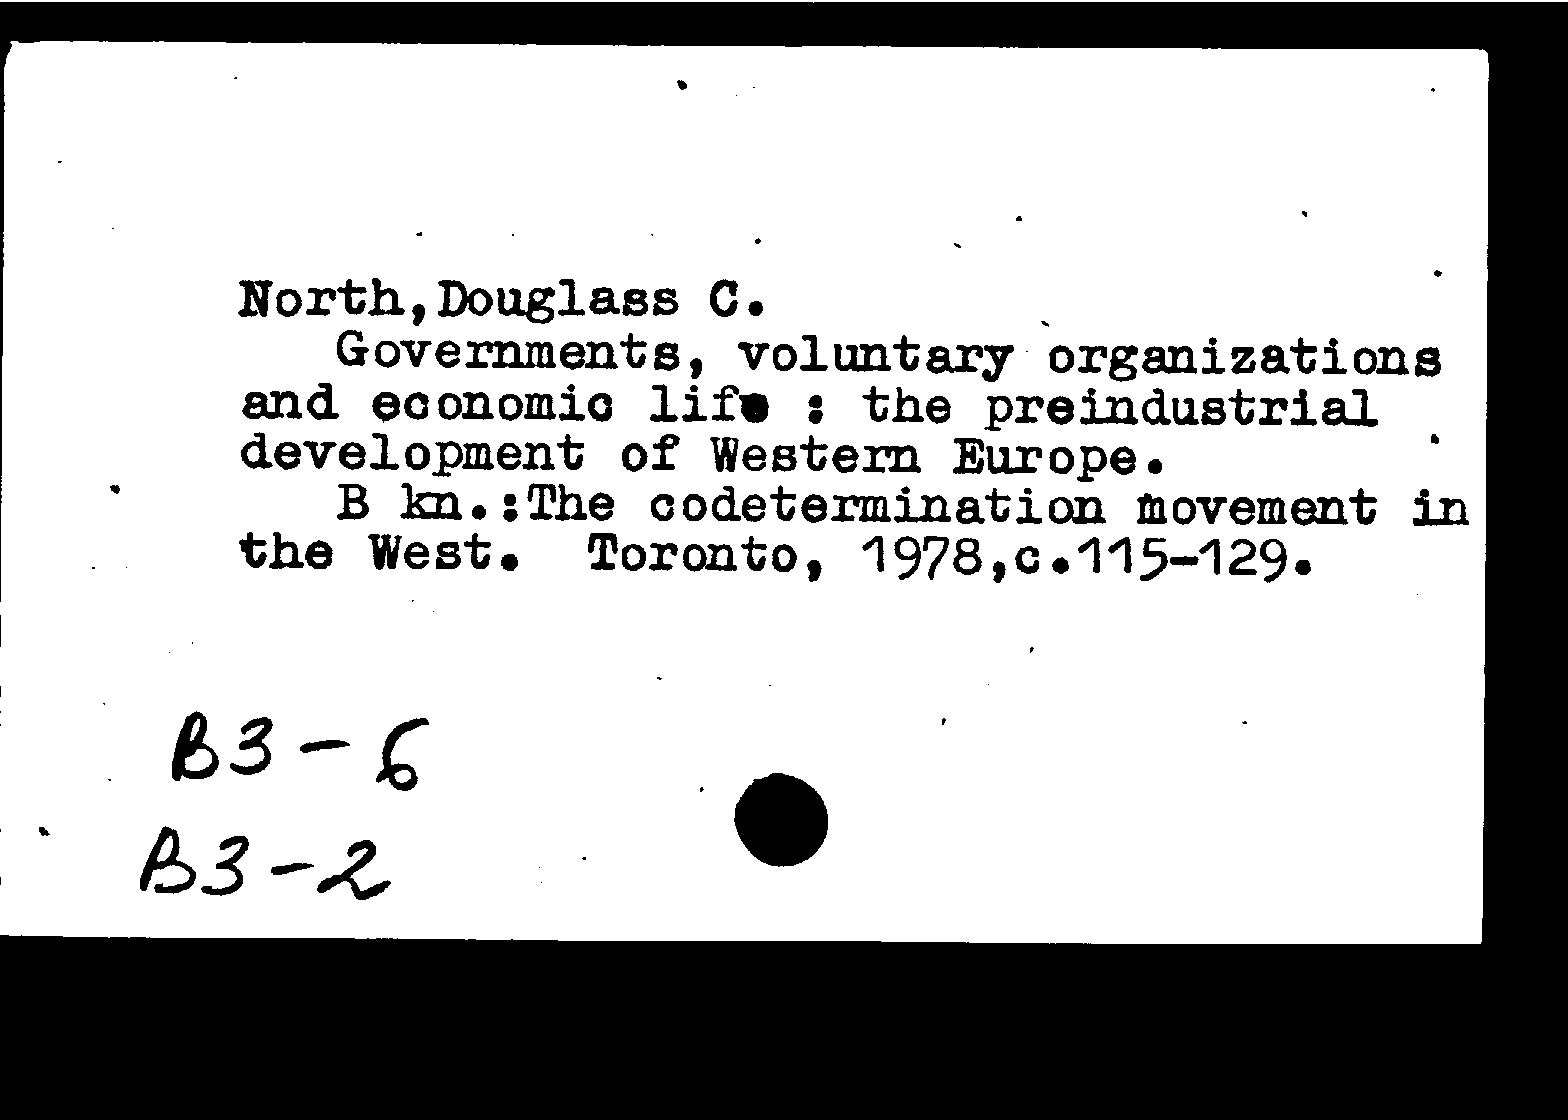 North,Douglass C.
Governments, voluntary organizations
and economic life : the preindustrial
development of Western Europe.
B kn.:The codetermination movement in
the West. Toronto, 1978,c.115-129.
B3-6
B3-2